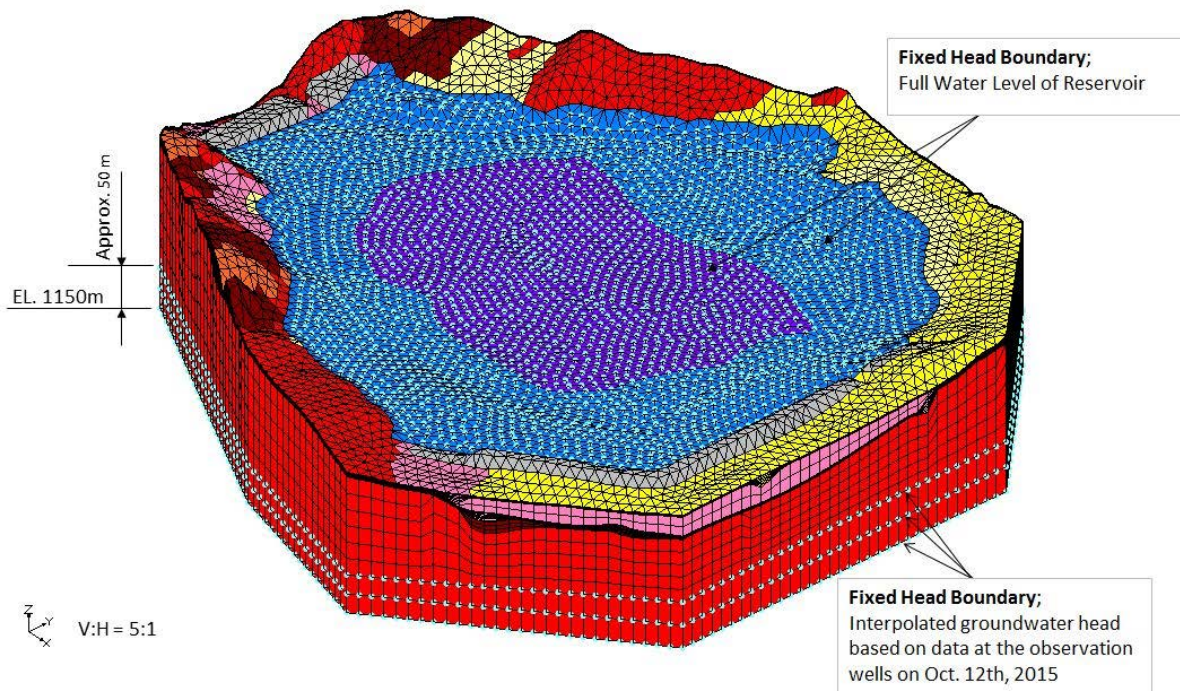 Fixed Head Boundary;
Full Water Level of Reservoir
Approx. 50 m
EL. 1150m
Fixed Head Boundary;
Interpolated groundwater head
based on data at the observation
wells on Oct. 12th, 2015
Z
Y
X
V:H = 5:1